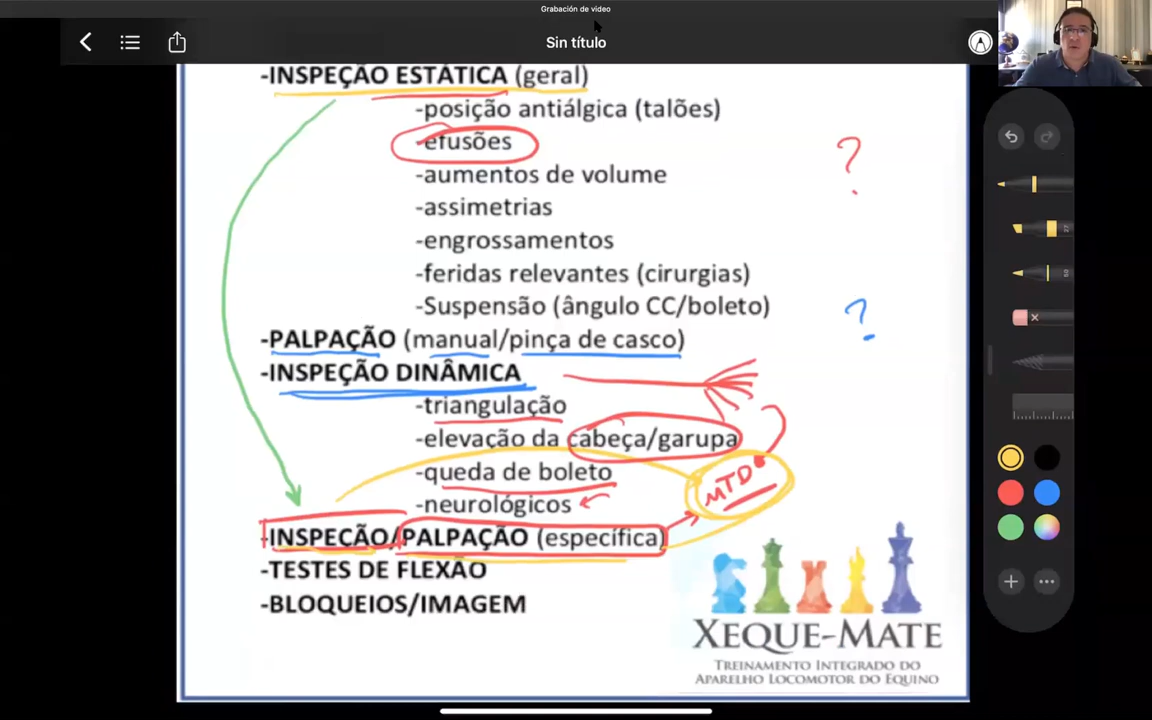 Grabación de video
Sin título
-INSPEÇÃO ESTÁTICA (geral)
-posição antiálgica (talões)
-efusões
?
-aumentos de volume
-assimetrias
-engrossamentos
-feridas relevantes (cirurgias)
-Suspensão (ângulo CC/boleto)
?
-PALPAÇÃO (manual/pinça de casco)
-INSPEÇÃO DINÂMICA
-triangulação
-elevação da cabeça/garupa
-queda de boleto
MTD
-neurológicos
-INSPEÇÃO/PALPAÇÃO (específica)
-TESTES DE FLEXÃO
-BLOQUEIOS/IMAGEM
XEQUE-MATE
TREINAMENTO INTEGRADO DO
APARELHO LOCOMOTOR DO EQUINO